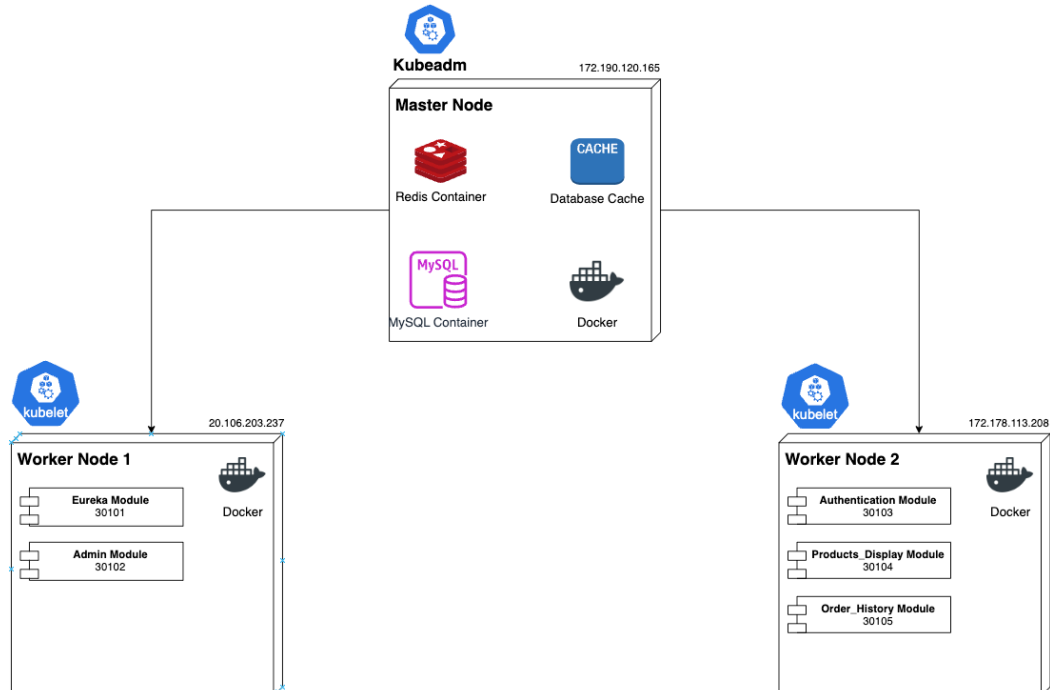 Kubeadm
172.190.120.165
Master Node
CACHE
Redis Container
Database Cache
MySQL
MySQL Container
Docker
kubelet
20.106.203.237
Worker Node 1
Eureka Module
30101
Docker
Admin Module
30102
kubelet
172.178.113.208
Worker Node 2
Authentication Module
30103
Docker
Products_Display Module
30104
Order_History Module
30105